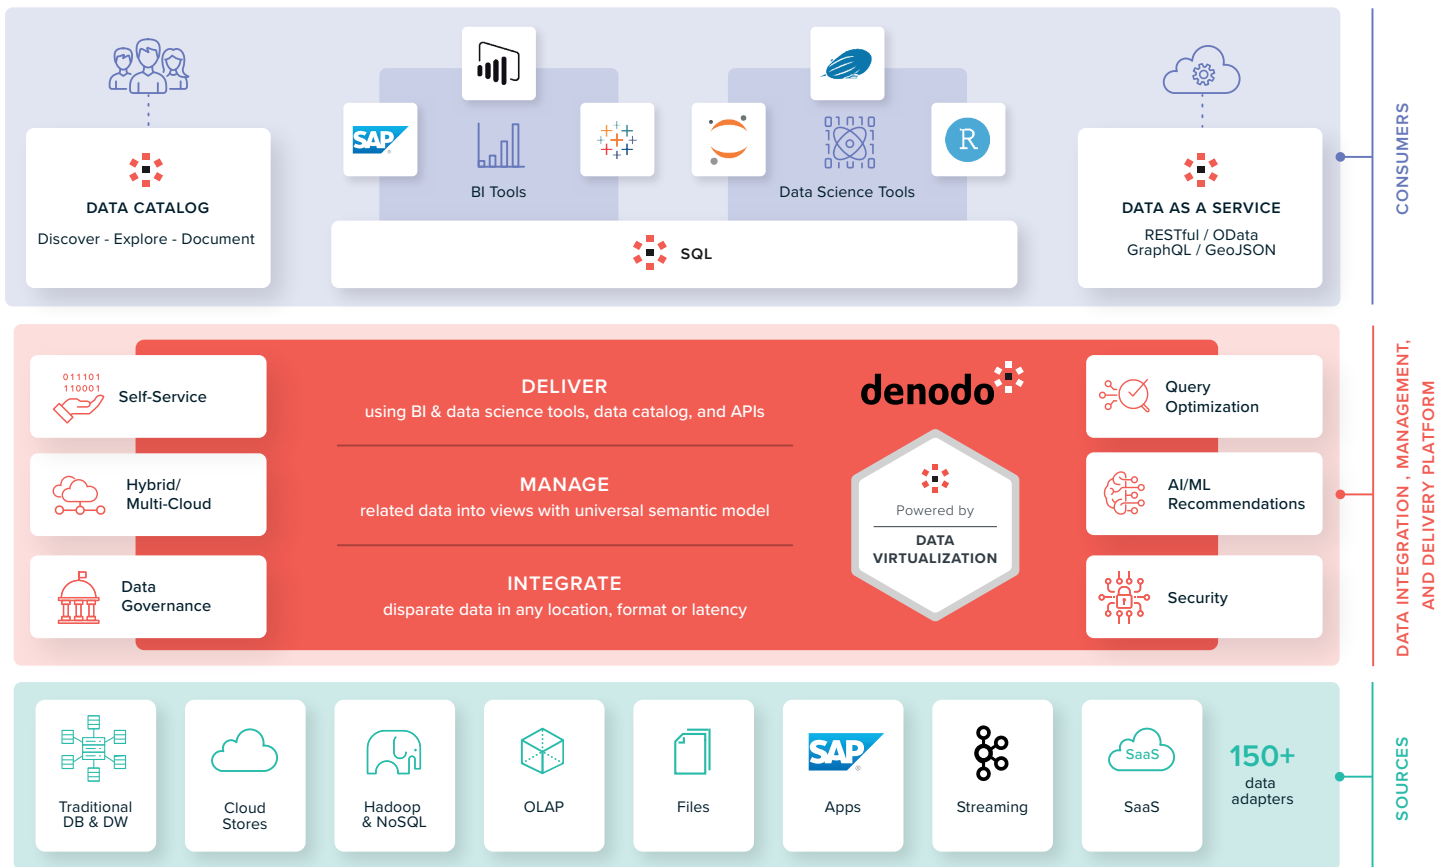 SAP
BI Tools
R
Data Science Tools
DATA CATALOG
Discover - Explore - Document
SQL
DATA AS A SERVICE
RESTful / OData
GraphQL / GeoJSON
CONSUMERS
011101
110001
Self-Service
Hybrid/
Multi-Cloud
Data
Governance
DELIVER
using BI & data science tools, data catalog, and APIs
MANAGE
related data into views with universal semantic model
INTEGRATE
disparate data in any location, format or latency
denodo
Powered by
DATA
VIRTUALIZATION
Query
Optimization
AI/ML
Recommendations
Security
DATA INTEGRATION , MANAGEMENT,
AND DELIVERY PLATFORM
Traditional
DB & DW
Cloud
Stores
Hadoop
& NoSQL
OLAP
Files
SAP
Apps
Streaming
SaaS
SaaS
150+
data
adapters
SOURCES